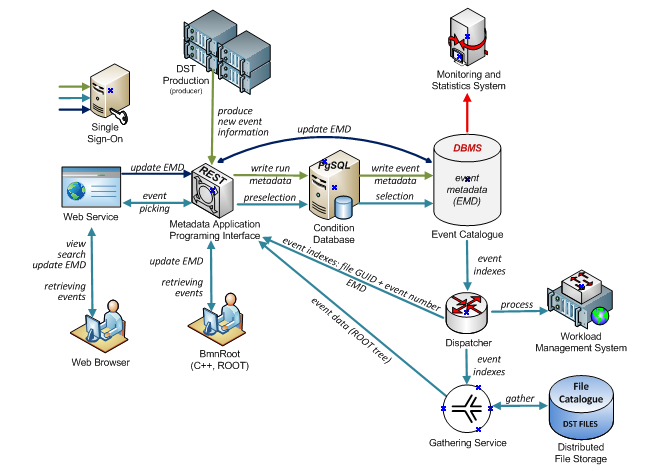 DST
Production
(producer)
Monitoring and
Statistics System
Single
Sign-On
produce
new event
information
update EMD
DBMS
event
metadata
(EMD)
Event Catalogue
update EMD
REST
write run
metadata
PgSQL
write event
metadata
Web Service
event
picking
preselection
selection
Metadata Application
Programing Interface
Condition
Database
view
search
update EMD
retrieving
events
update EMD
retrieving
events
event indexes: file GUID + event number
EMD
event data (ROOT tree)
event
indexes
process
Dispatcher
Workload
Management System
Web Browser
BmnRoot
(C++, ROOT)
event
indexes
gather
File
Catalogue
DST FILES
Gathering Service
Distributed
File Storage